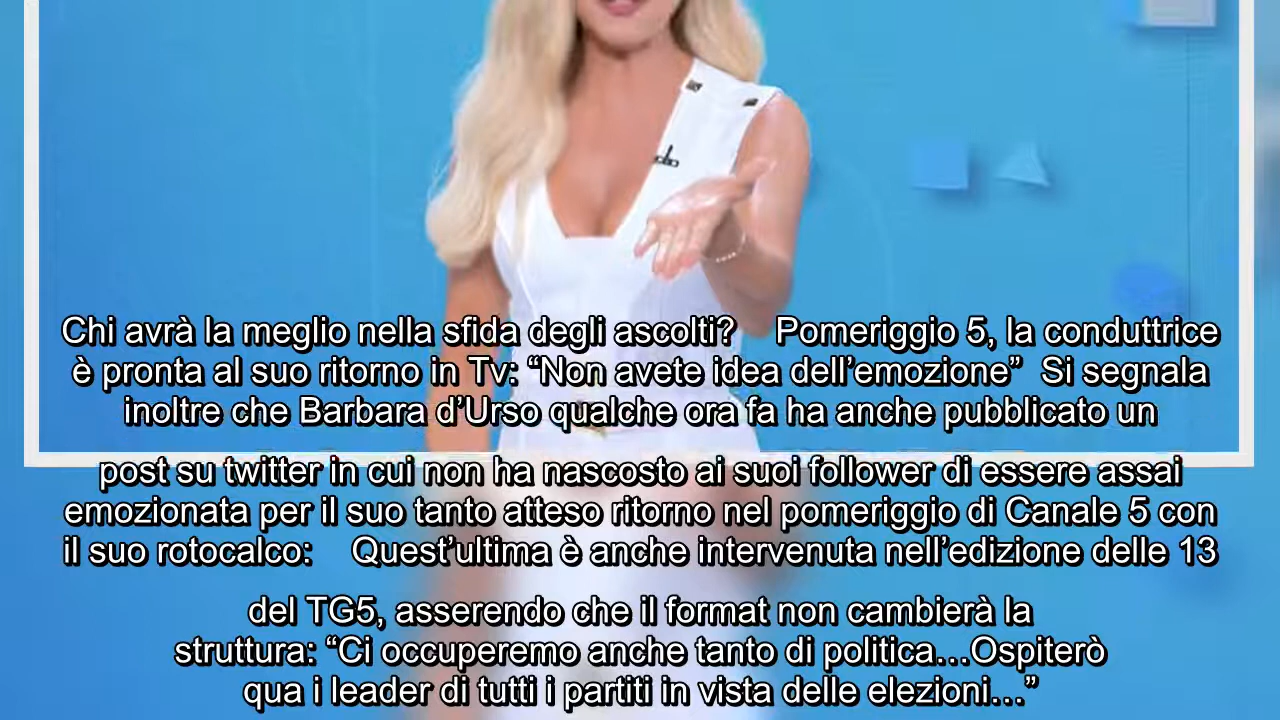 Chi avrà la meglio nella sfida degli ascolti?    Pomeriggio 5, la conduttrice
è pronta al suo ritorno in Tv: “Non avete idea dell’emozione”  Si segnala
inoltre che Barbara d’Urso qualche ora fa ha anche pubblicato un
post su twitter in cui non ha nascosto ai suoi follower di essere assai
emozionata per il suo tanto atteso ritorno nel pomeriggio di Canale 5 con
il suo rotocalco:    Quest’ultima è anche intervenuta nell’edizione delle 13
del TG5, asserendo che il format non cambierà la
struttura: “Ci occuperemo anche tanto di politica…Ospiterò
qua i leader di tutti i partiti in vista delle elezioni…”